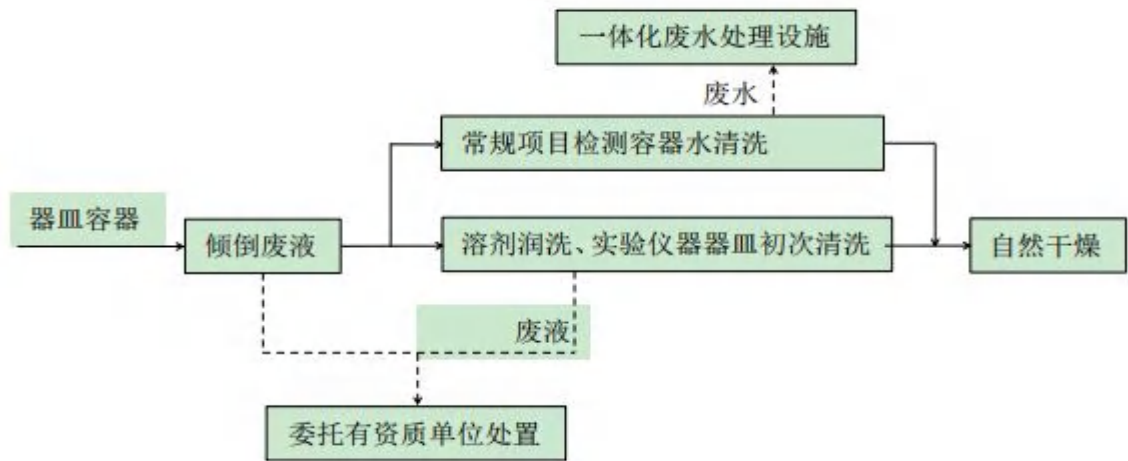 一体化废水处理设施
废水
常规项目检测容器水清洗
器皿容器
倾倒废液
溶剂润洗、实验仪器器皿初次清洗
自然干燥
废液
委托有资质单位处置